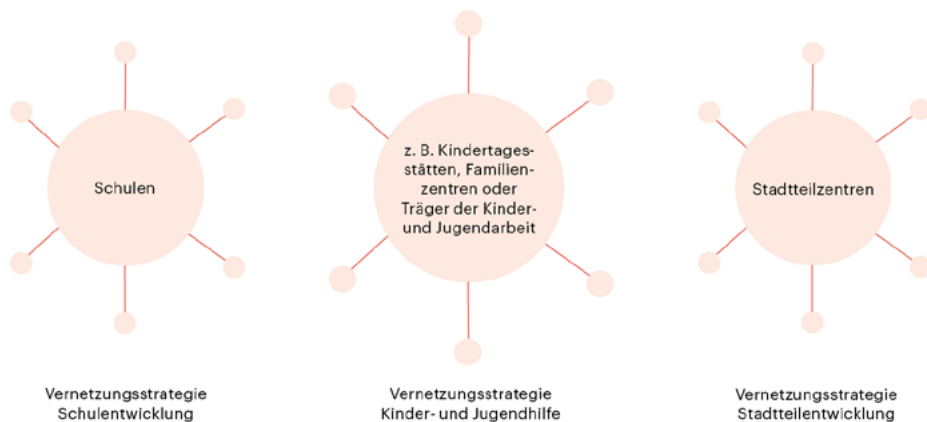 Schulen
z. B. Kindertages-
stätten, Familien-
zentren oder
Träger der Kinder-
und Jugendarbeit
Stadtteilzentren
Vernetzungsstrategie
Schulentwicklung
Vernetzungsstrategie
Kinder- und Jugendhilfe
Vernetzungsstrategie
Stadtteilentwicklung